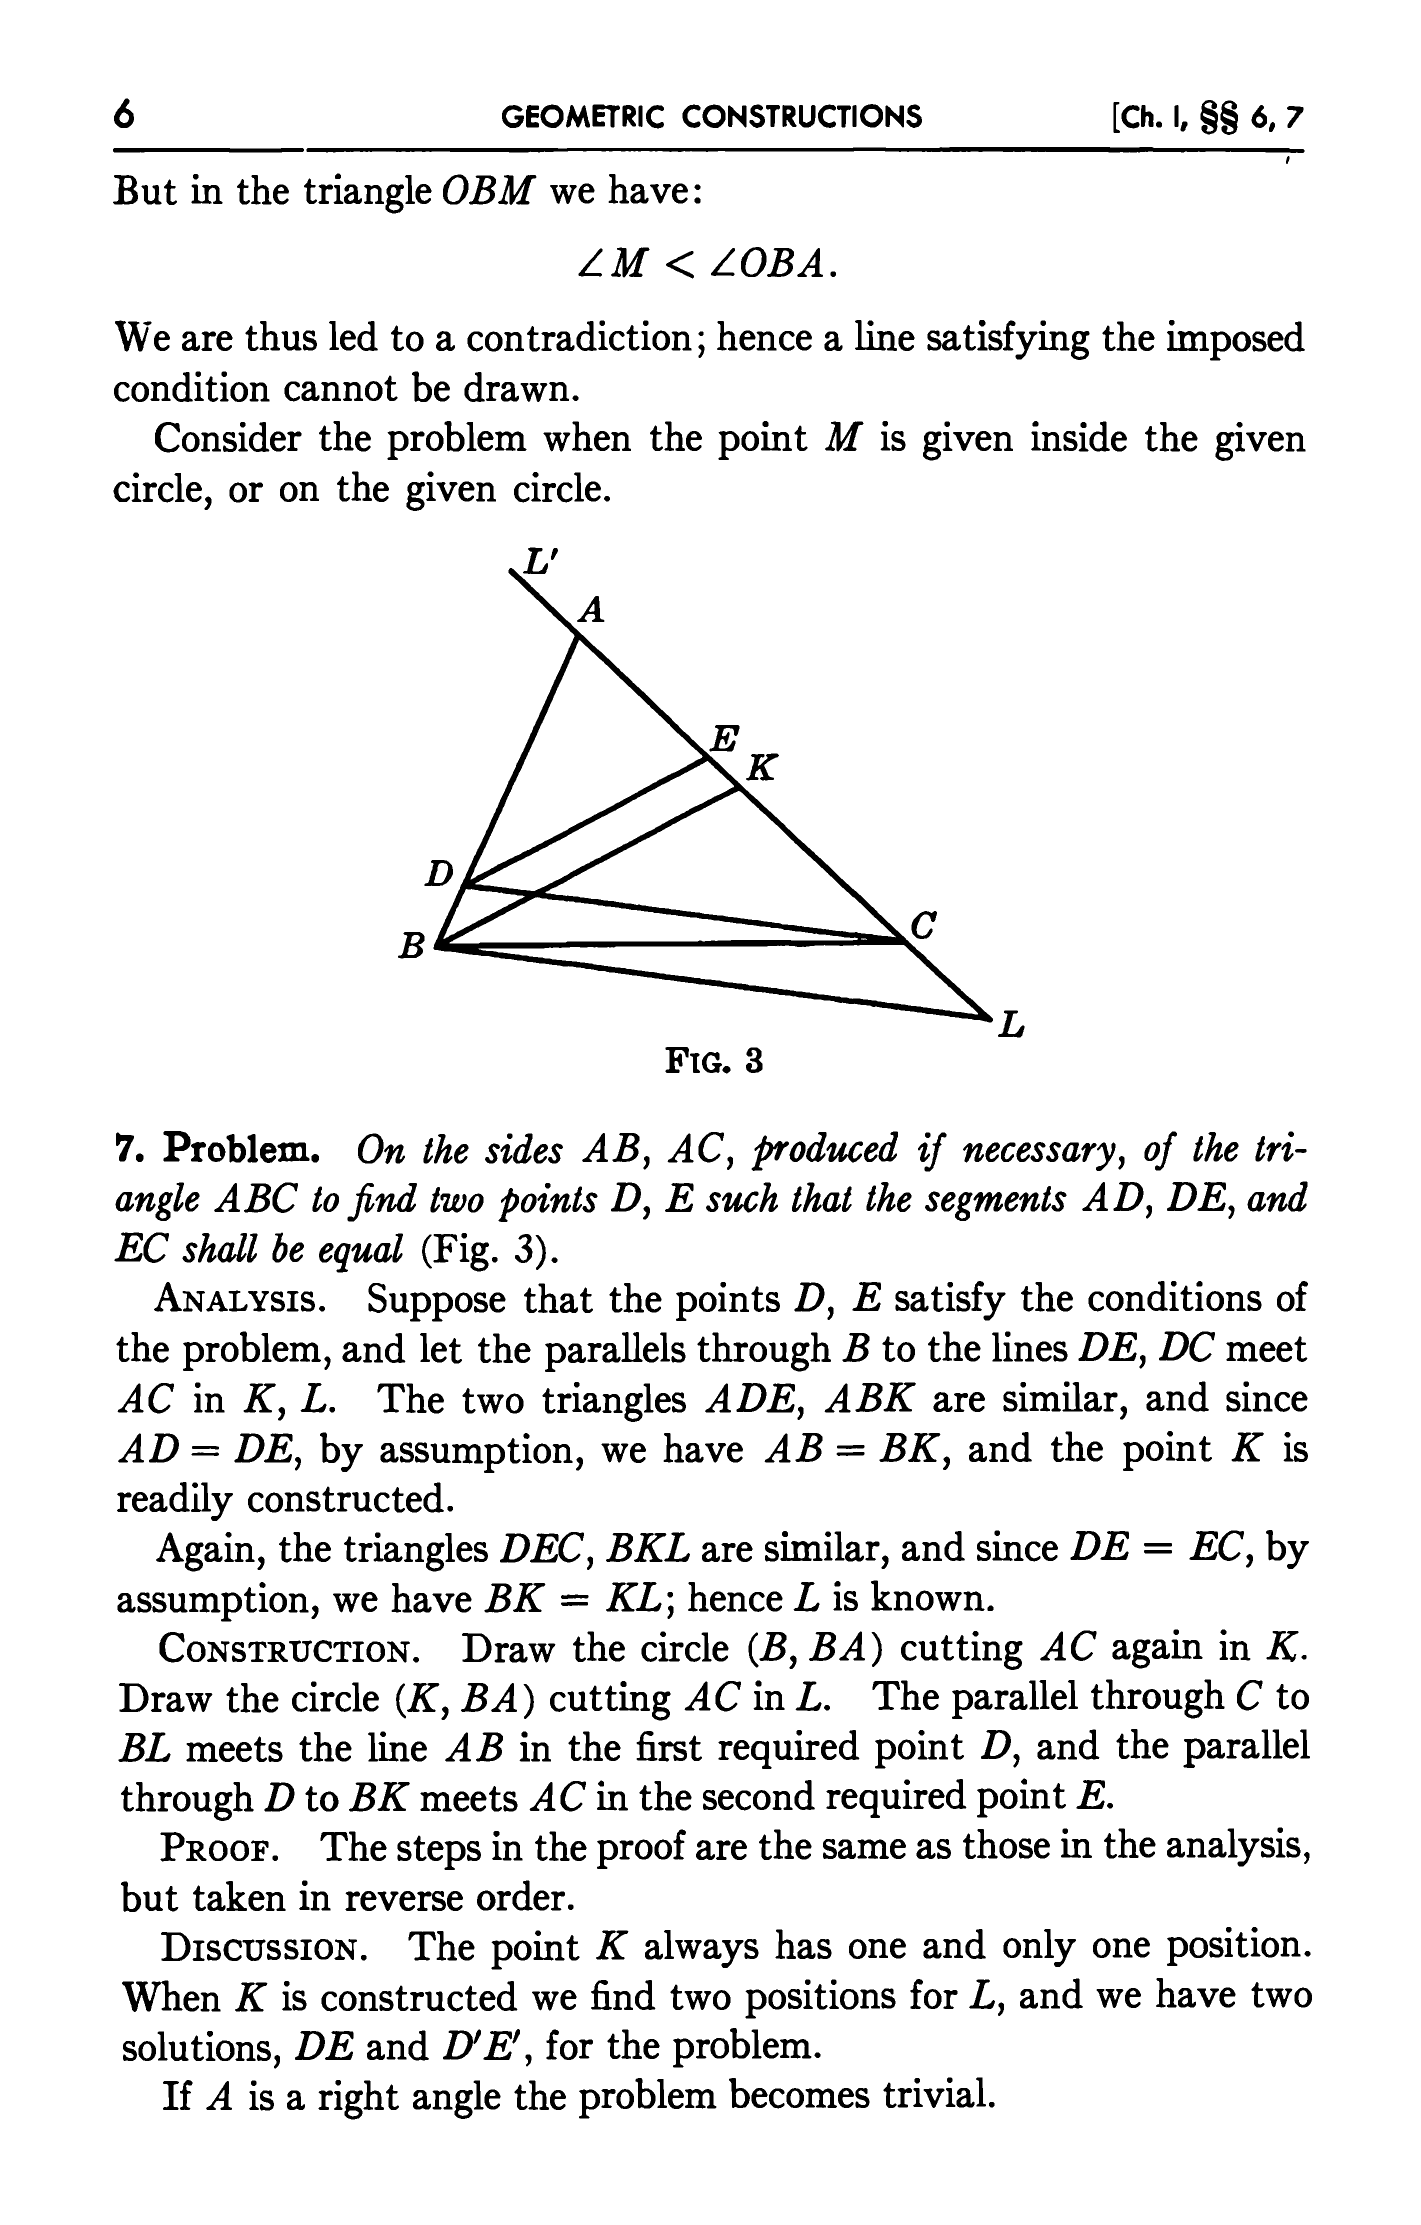 6 GEOMETRIC CONSTRUCTIONS [Ch. I, §§ 6, 7
But in the triangle OBM we have:
∠M < ∠OBA.
We are thus led to a contradiction; hence a line satisfying the imposed
condition cannot be drawn.
Consider the problem when the point M is given inside the given
circle, or on the given circle.
L′
A
E
K
D
C
B
L
FIG. 3
7. Problem. On the sides AB, AC, produced if necessary, of the tri-
angle ABC to find two points D, E such that the segments AD, DE, and
EC shall be equal (Fig. 3).
ANALYSIS. Suppose that the points D, E satisfy the conditions of
the problem, and let the parallels through B to the lines DE, DC meet
AC in K, L. The two triangles ADE, ABK are similar, and since
AD = DE, by assumption, we have AB = BK, and the point K is
readily constructed.
Again, the triangles DEC, BKL are similar, and since DE = EC, by
assumption, we have BK = KL; hence L is known.
CONSTRUCTION. Draw the circle (B, BA) cutting AC again in K.
Draw the circle (K, BA) cutting AC in L. The parallel through C to
BL meets the line AB in the first required point D, and the parallel
through D to BK meets AC in the second required point E.
PROOF. The steps in the proof are the same as those in the analysis,
but taken in reverse order.
DISCUSSION. The point K always has one and only one position.
When K is constructed we find two positions for L, and we have two
solutions, DE and D′E′, for the problem.
If A is a right angle the problem becomes trivial.